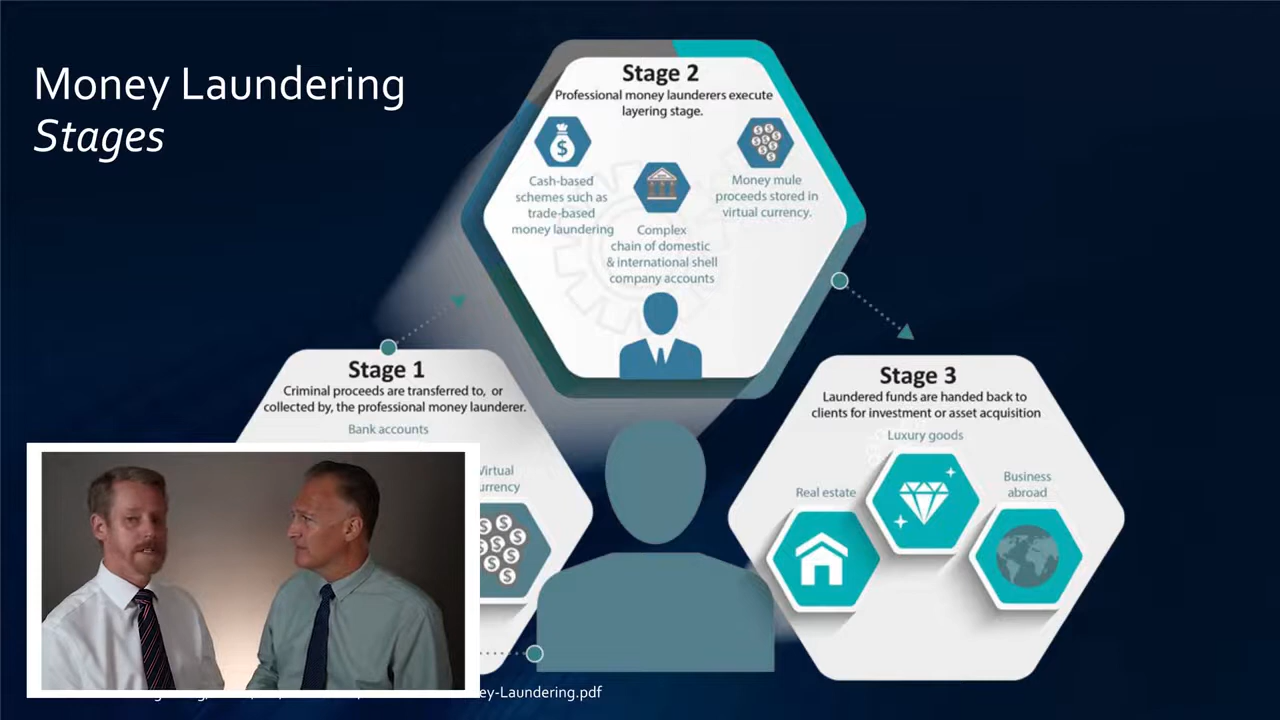 Money Laundering
Stages
Stage 2
Professional money launderers execute
layering stage.
Cash-based
schemes such as
trade-based
money laundering
Complex
chain of domestic
& international shell
company accounts
Money mule
proceeds stored in
virtual currency.
Stage 1
Criminal proceeds are transferred to, or
collected by, the professional money launderer.
Bank accounts
Virtual
Stage 3
Laundered funds are handed back to
clients for investment or asset acquisition
Luxury goods
Real estate
Business
abroad
ey-Laundering.pdf